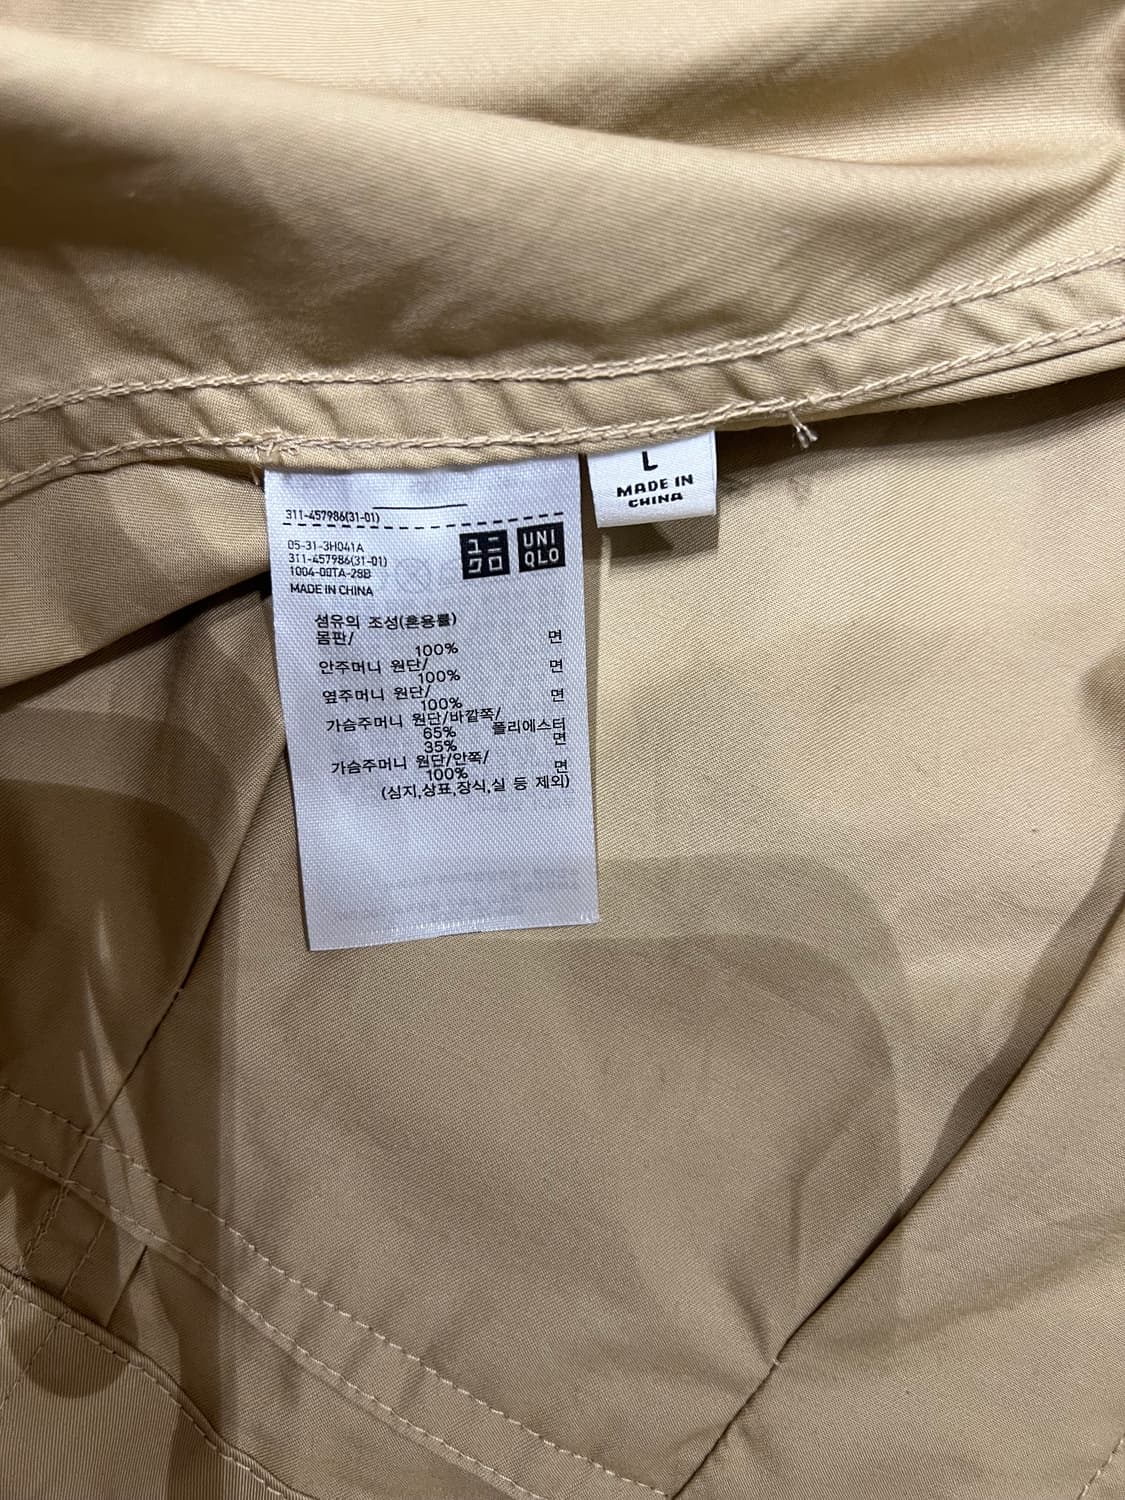 L
MADE IN
CHINA
311-457986(31-01)
05-31-3H041A
311-457986(31-01)
1004-00TA-29B
MADE IN CHINA
ユニ
クロ
UNI
QLO
섬유의 조성(혼용률)
몸판/
100% 면
안주머니 원단/
100% 면
옆주머니 원단/
100% 면
가슴주머니 원단/바깥쪽/
65% 폴리에스터
35% 면
가슴주머니 원단/안쪽/
100% 면
(심지,상표,장식,실 등 제외)